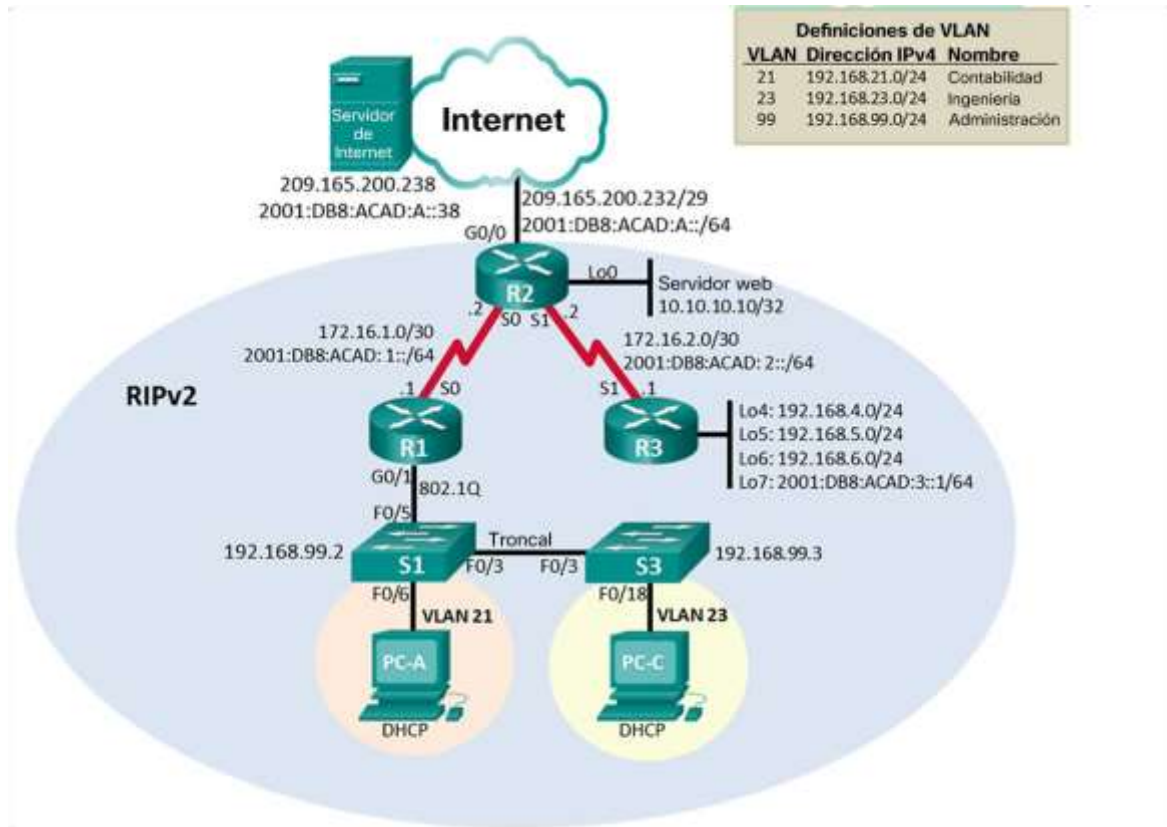 Definiciones de VLAN
VLAN Dirección IPv4 Nombre
21 192.168.21.0/24 Contabilidad
23 192.168.23.0/24 Ingeniería
99 192.168.99.0/24 Administración
Servidor
de
Internet
Internet
209.165.200.238
2001:DB8:ACAD:A::38
209.165.200.232/29
2001:DB8:ACAD:A::/64
G0/0
R2
Lo0
Servidor web
10.10.10.10/32
.2 S0 S1 .2
172.16.1.0/30
2001:DB8:ACAD: 1::/64
172.16.2.0/30
2001:DB8:ACAD: 2::/64
RIPv2
.1 S0
S1 .1
R1
R3
Lo4: 192.168.4.0/24
Lo5: 192.168.5.0/24
Lo6: 192.168.6.0/24
Lo7: 2001:DB8:ACAD:3::1/64
G0/1
802.1Q
F0/5
192.168.99.2
S1
Troncal
F0/3 F0/3
S3
192.168.99.3
F0/6
VLAN 21
F0/18
VLAN 23
PC-A
PC-C
DHCP
DHCP